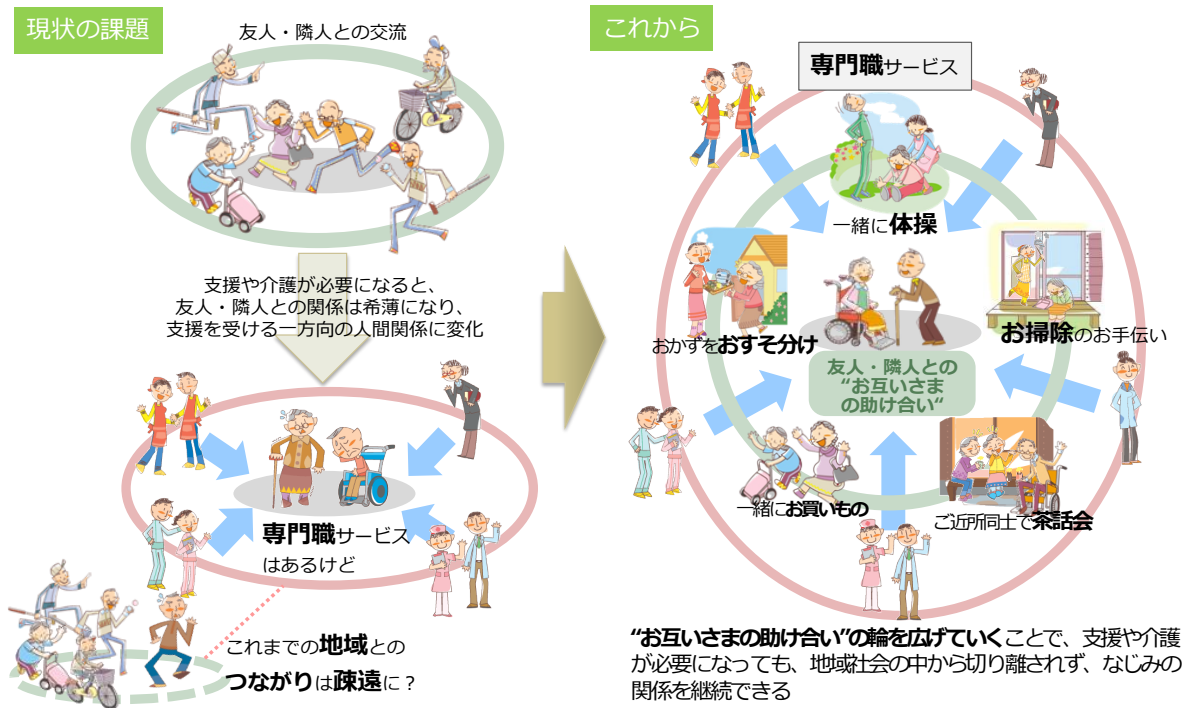 現状の課題
友人・隣人との交流
支援や介護が必要になると、
友人・隣人との関係は希薄になり、
支援を受ける一方向の人間関係に変化
専門職サービス
はあるけど
これまでの地域との
つながりは疎遠に？
これから
専門職サービス
一緒に体操
おかずをおすそ分け
お掃除のお手伝い
友人・隣人との
“お互いさま
の助け合い“
一緒にお買いもの
ご近所同士で茶話会
“お互いさまの助け合い”の輪を広げていくことで、支援や介護
が必要になっても、地域社会の中から切り離されず、なじみの
関係を継続できる